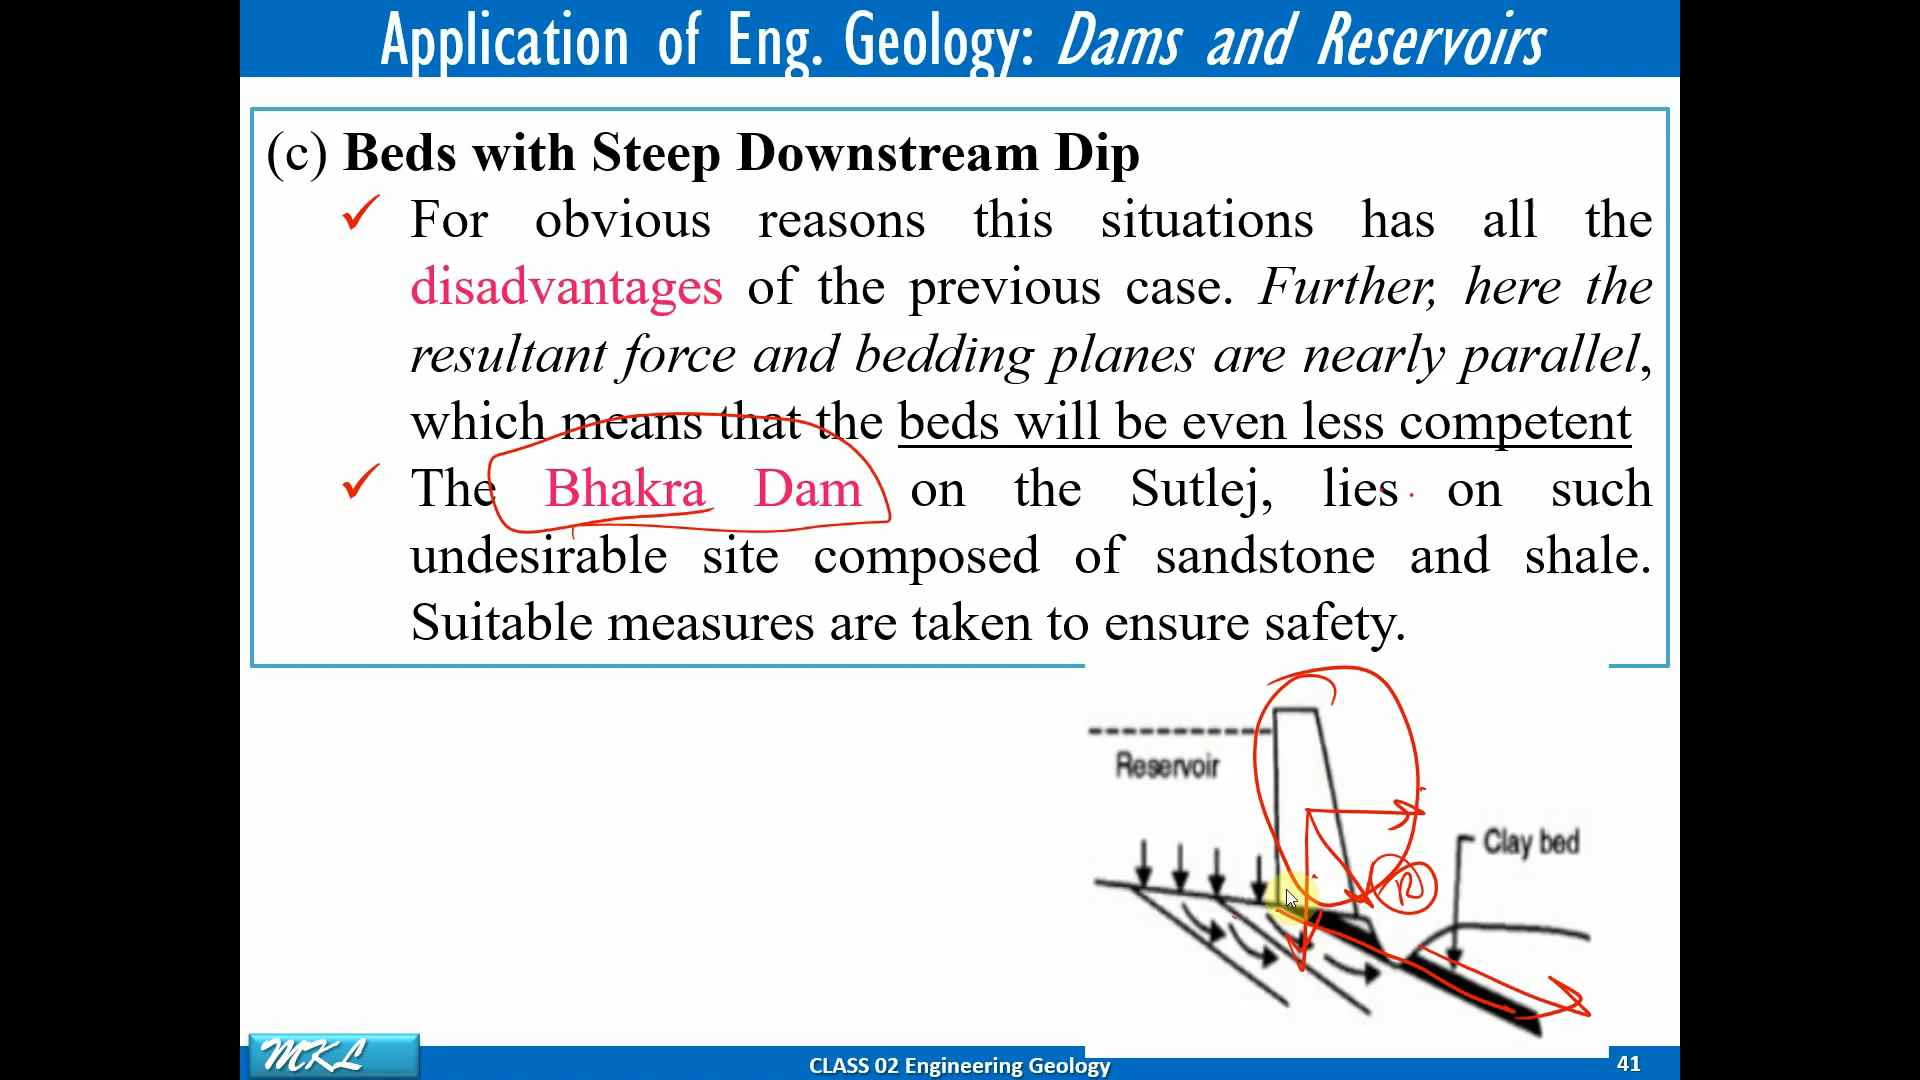 Application of Eng. Geology: Dams and Reservoirs
(c) Beds with Steep Downstream Dip
For obvious reasons this situations has all the
disadvantages of the previous case. Further, here the
resultant force and bedding planes are nearly parallel,
which means that the beds will be even less competent
The Bhakra Dam on the Sutlej, lies on such
undesirable site composed of sandstone and shale.
Suitable measures are taken to ensure safety.
Reservoir
Clay bed
R
MKL
CLASS 02 Engineering Geology
41